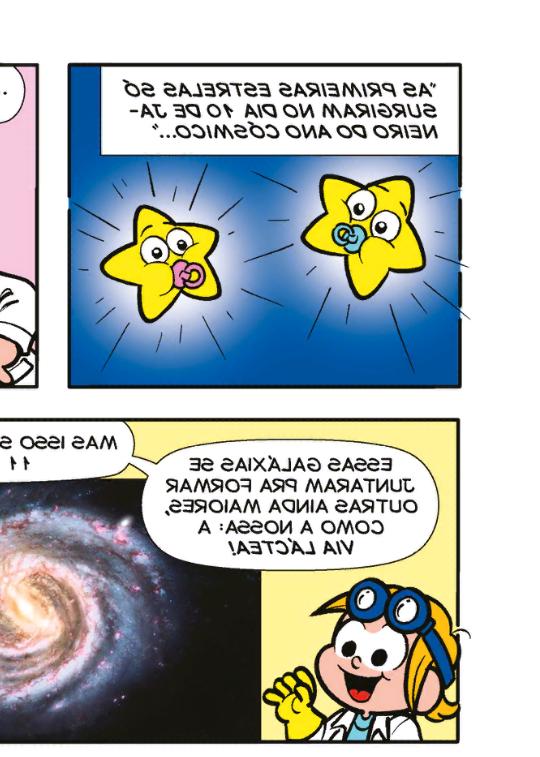 "AS PRIMEIRAS ESTRELAS SÓ
SURGIRAM NO DIA 10 DE JA-
NEIRO DO ANO CÓSMICO..."
...
ESSAS GALÁXIAS SE
JUNTARAM PRA FORMAR
OUTRAS AINDA MAIORES,
COMO A NOSSA: A
VIA LÁCTEA!
MAS ISSO S
11